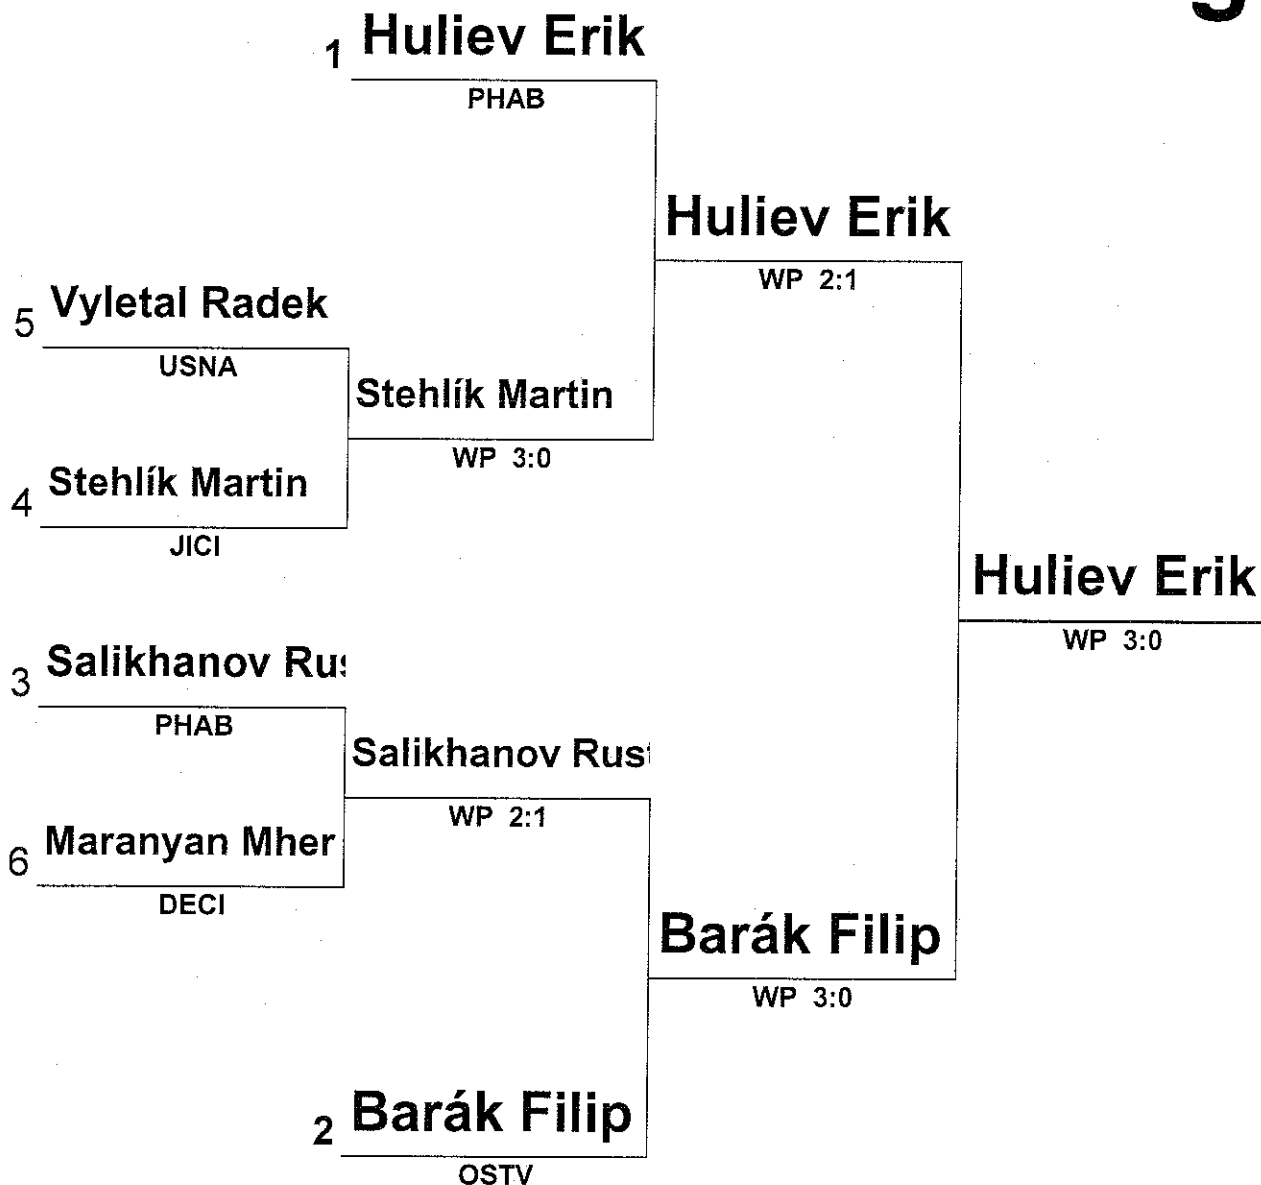 1 Huliev Erik
PHAB
Huliev Erik
WP 2:1
5 Vyletal Radek
USNA
Stehlík Martin
WP 3:0
4 Stehlík Martin
JICI
Huliev Erik
WP 3:0
3 Salikhanov
PHAB
Salikhanov
WP 2:1
6 Maranyan Mher
DECI
Barák Filip
WP 3:0
2 Barák Filip
OSTV